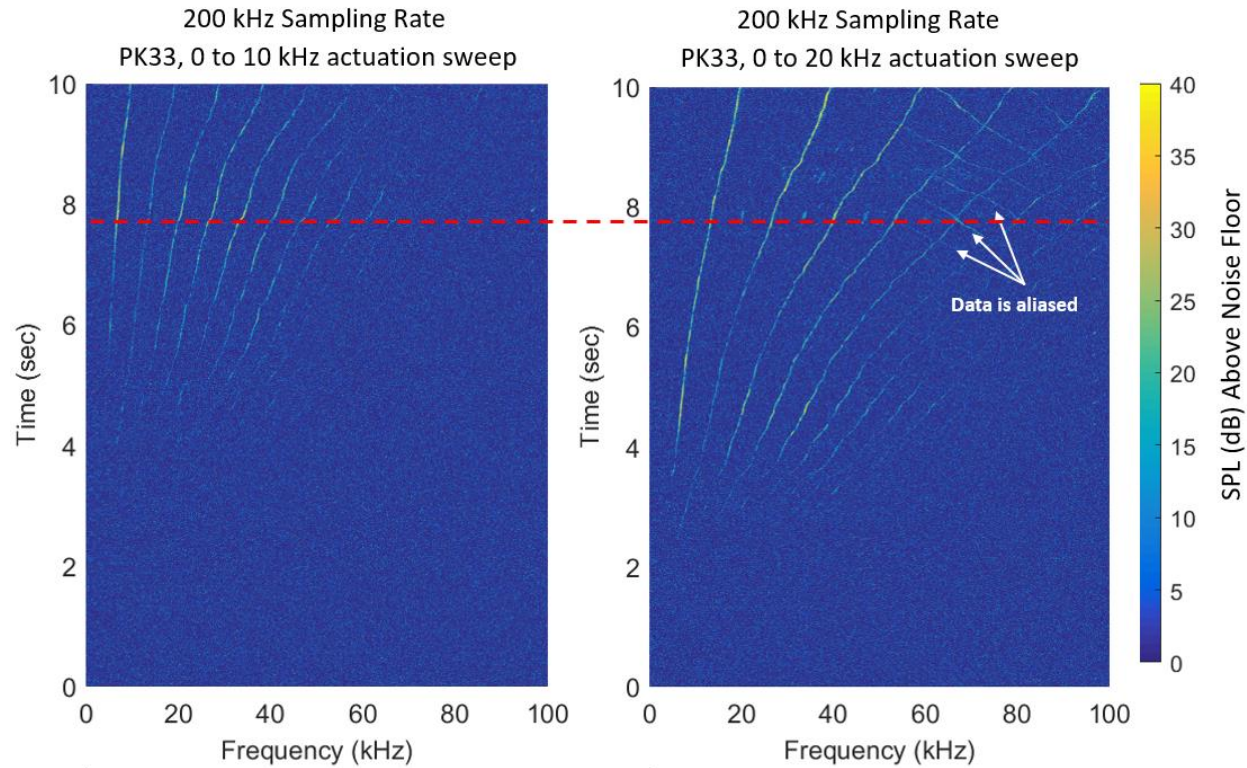 200 kHz Sampling Rate
PK33, 0 to 10 kHz actuation sweep
10
8
6
4
2
0
Time (sec)
0 20 40 60 80 100
Frequency (kHz)
200 kHz Sampling Rate
PK33, 0 to 20 kHz actuation sweep
10
8
6
4
2
0
Time (sec)
Data is aliased
0 20 40 60 80 100
Frequency (kHz)
40
35
30
25
20
15
10
5
0
SPL (dB) Above Noise Floor